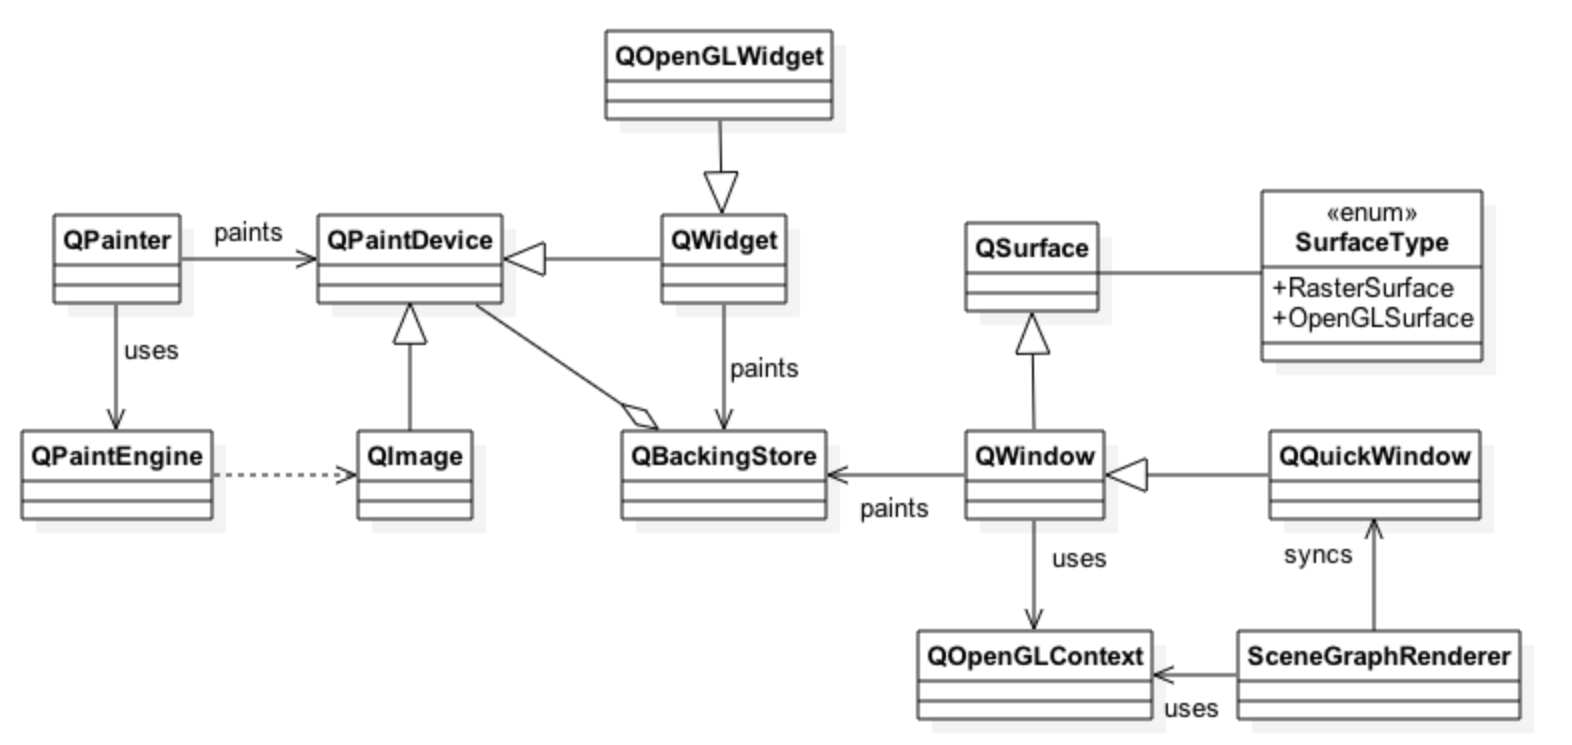 QOpenGLWidget
QPainter
paints
QPaintDevice
QWidget
QSurface
«enum»
SurfaceType
+RasterSurface
+OpenGLSurface
uses
paints
QPaintEngine
QImage
QBackingStore
paints
QWindow
QQuickWindow
uses
syncs
QOpenGLContext
uses
SceneGraphRenderer